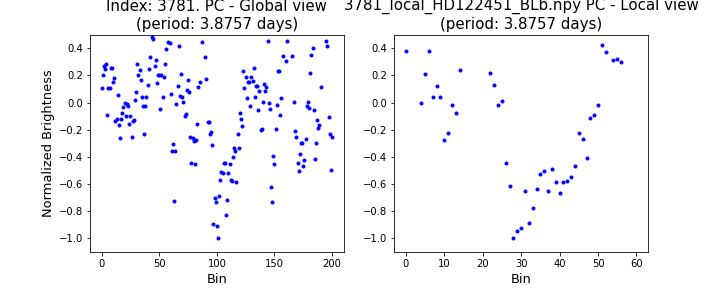 Index: 3781. PC - Global view
(period: 3.8757 days)
3781_local_HD122451_BLb.npy PC - Local view
(period: 3.8757 days)
Normalized Brightness
0.4
0.2
0.0
−0.2
−0.4
−0.6
−0.8
−1.0
0 50 100 150 200
Bin
0.4
0.2
0.0
−0.2
−0.4
−0.6
−0.8
−1.0
0 10 20 30 40 50 60
Bin